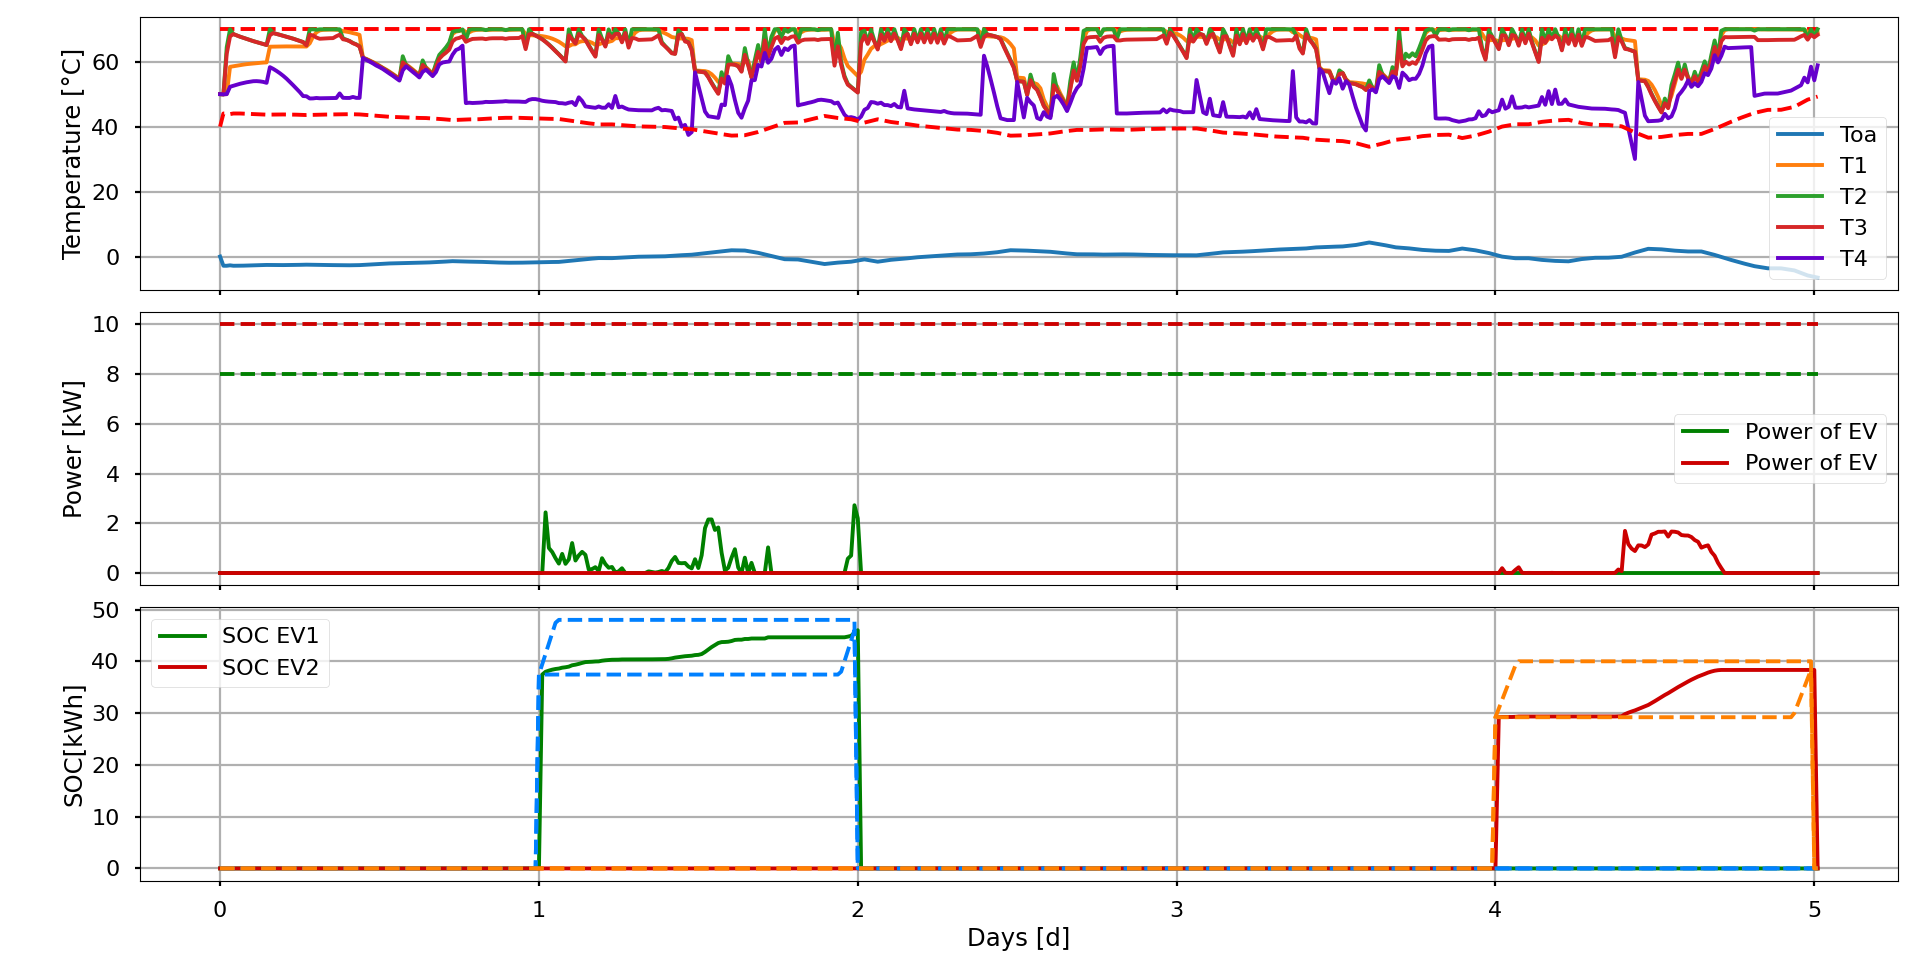 Temperature [°C]
60
40
20
0
Toa
T1
T2
T3
T4
Power [kW]
10
8
6
4
2
0
Power of EV
Power of EV
SOC[kWh]
50
40
30
20
10
0
SOC EV1
SOC EV2
0 1 2 3 4 5
Days [d]